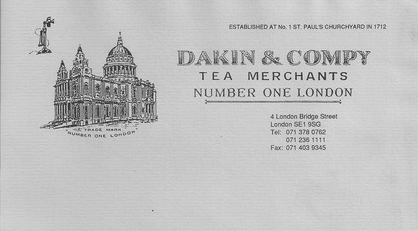 ESTABLISHED AT No. 1 ST. PAUL'S CHURCHYARD IN 1712
DAKIN & COMPY
TEA MERCHANTS
NUMBER ONE LONDON
THE TRADE MARK
"NUMBER ONE LONDON"
4 London Bridge Street
London SE1 9SG
Tel: 071 378 0762
071 236 1111
Fax: 071 403 9345